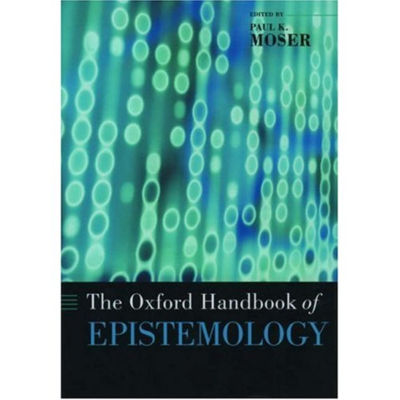 EDITED BY
PAUL K.
MOSER
The Oxford Handbook of
EPISTEMOLOGY